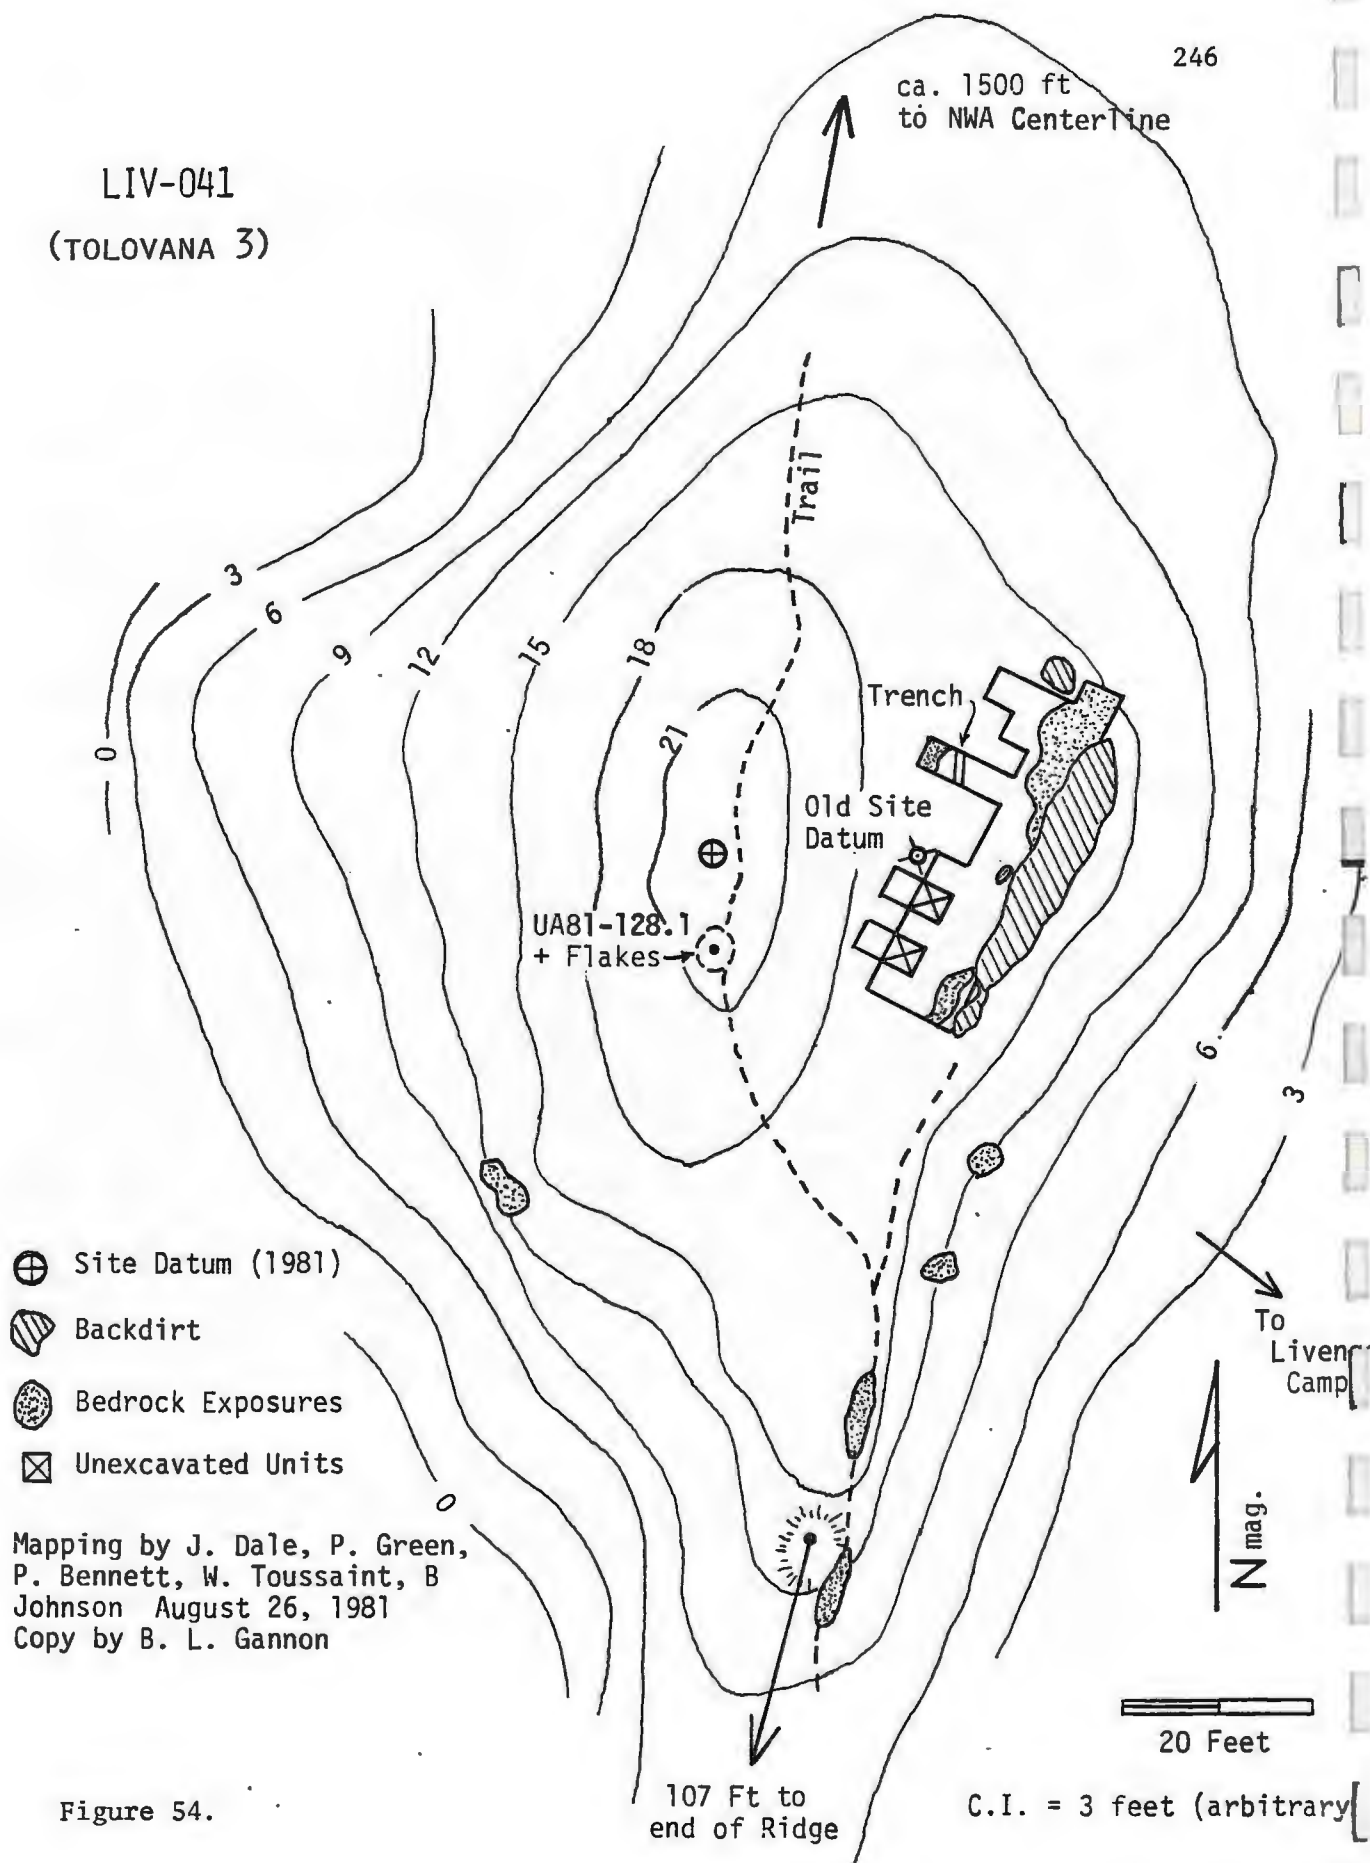 246
ca. 1500 ft
to NWA Centerline
LIV-041
(TOLOVANA 3)
Trail
3
6
9
12
15
18
21
0
Trench
Old Site
Datum
UA81-128.1
+ Flakes
6
3
Site Datum (1981)
Backdirt
Bedrock Exposures
Unexcavated Units
0
To
Liven
Camp
N mag.
Mapping by J. Dale, P. Green,
P. Bennett, W. Toussaint, B
Johnson August 26, 1981
Copy by B. L. Gannon
20 Feet
Figure 54.
107 Ft to
end of Ridge
C.I. = 3 feet (arbitrary